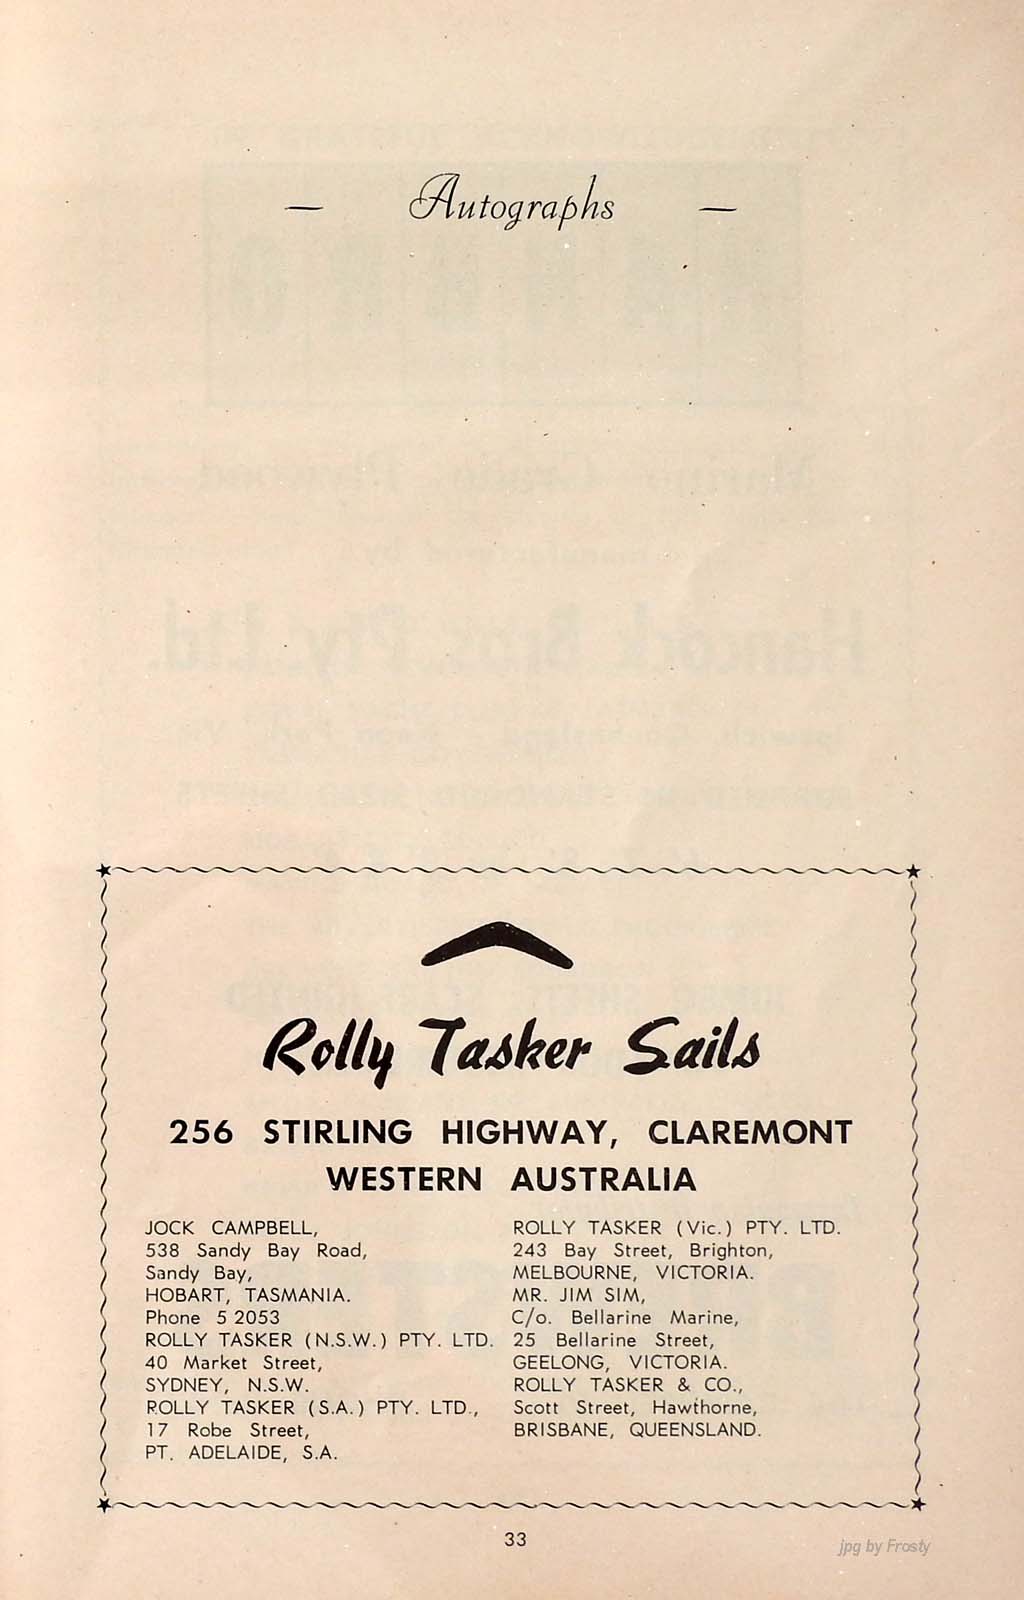 — Autographs —
Rolly Tasker Sails
256 STIRLING HIGHWAY, CLAREMONT
WESTERN AUSTRALIA
JOCK CAMPBELL,
538 Sandy Bay Road,
Sandy Bay,
HOBART, TASMANIA.
Phone 5 2053
ROLLY TASKER (N.S.W.) PTY. LTD.
40 Market Street,
SYDNEY, N.S.W.
ROLLY TASKER (S.A.) PTY. LTD.,
17 Robe Street,
PT. ADELAIDE, S.A.
ROLLY TASKER (Vic.) PTY. LTD.
243 Bay Street, Brighton,
MELBOURNE, VICTORIA.
MR. JIM SIM,
C/o. Bellarine Marine,
25 Bellarine Street,
GEELONG, VICTORIA.
ROLLY TASKER & CO.,
Scott Street, Hawthorne,
BRISBANE, QUEENSLAND.
33
jpg by Frosty